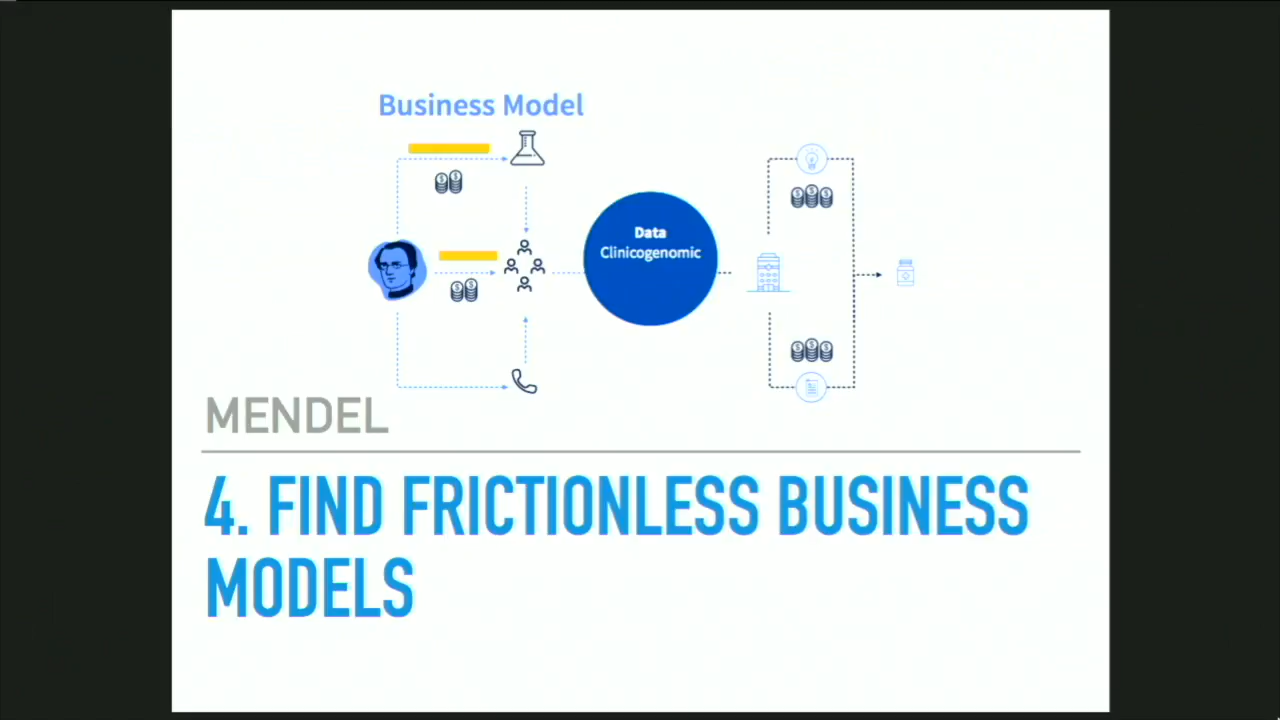 Business Model
Data
Clinicogenomic
MENDEL
4. FIND FRICTIONLESS BUSINESS
MODELS